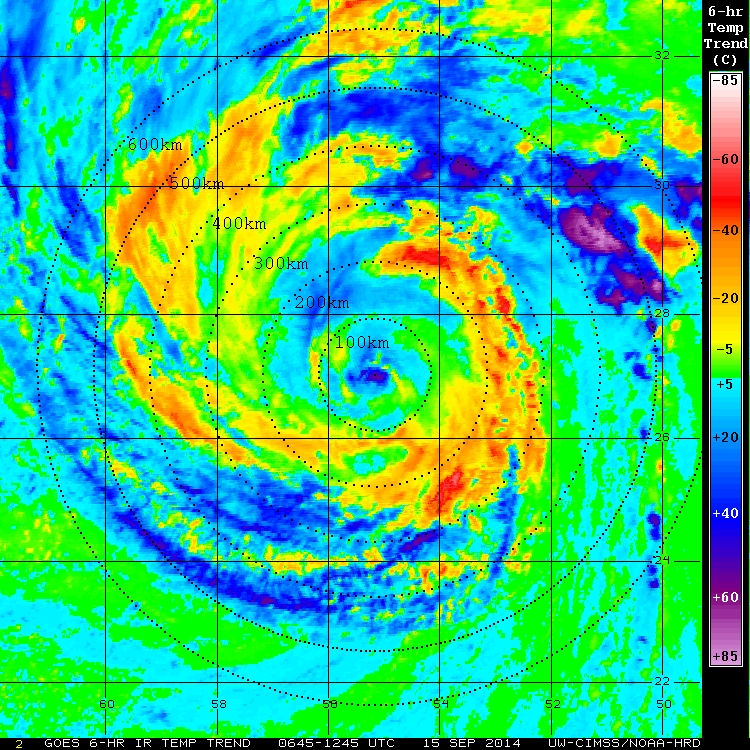 6-hr
Temp
Trend
(C)
-85
-60
-40
-20
-5
+5
+20
+40
+60
+85
32
30
28
26
24
22
600km
500km
400km
300km
200km
100km
60 58 56 54 52 50
2 GOES 6-HR IR TEMP TREND 0645-1245 UTC 15 SEP 2014 UW-CIMSS/NOAA-HRD